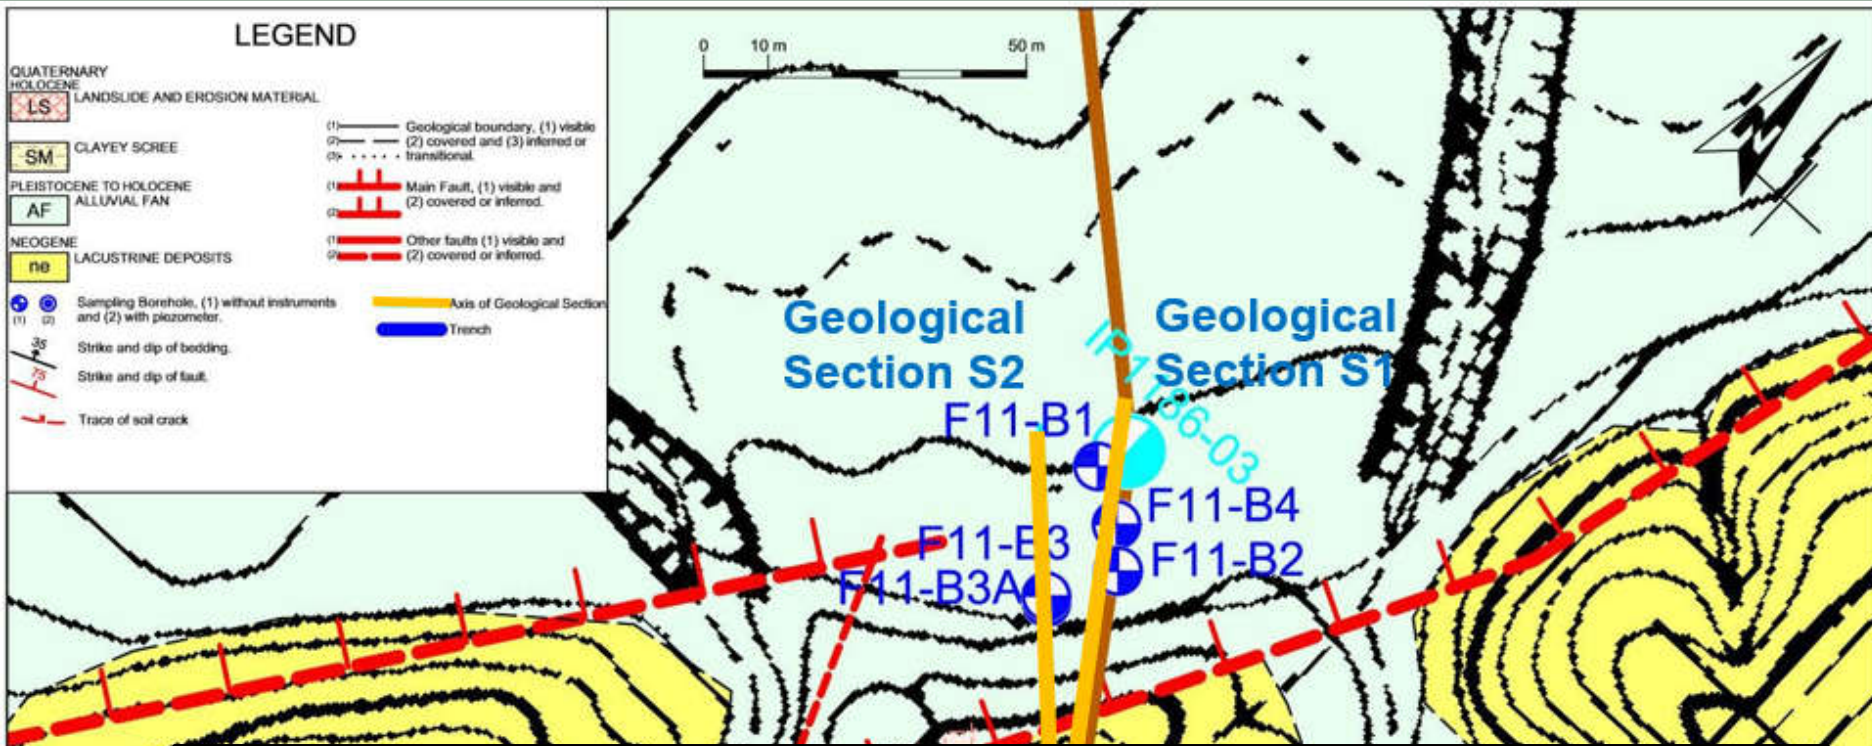 LEGEND
QUATERNARY
HOLOCENE
LS LANDSLIDE AND EROSION MATERIAL
SM CLAYEY SCREE
PLEISTOCENE TO HOLOCENE
AF ALLUVIAL FAN
NEOGENE
ne LACUSTRINE DEPOSITS
(1) (2)
Sampling Borehole, (1) without instruments
and (2) with piezometer.
35 Strike and dip of bedding.
75 Strike and dip of fault.
Trace of soil crack
(1) Geological boundary, (1) visible
(2) (2) covered and (3) inferred or
(3) transitional.
(1) Main Fault, (1) visible and
(2) (2) covered or inferred.
(1) Other faults (1) visible and
(2) (2) covered or inferred.
Axis of Geological Section
Trench
0 10 m 50 m
Geological
Section S2
Geological
Section S1
IP1186-03
F11-B1
F11-B4
F11-B3
F11-B2
F11-B3A